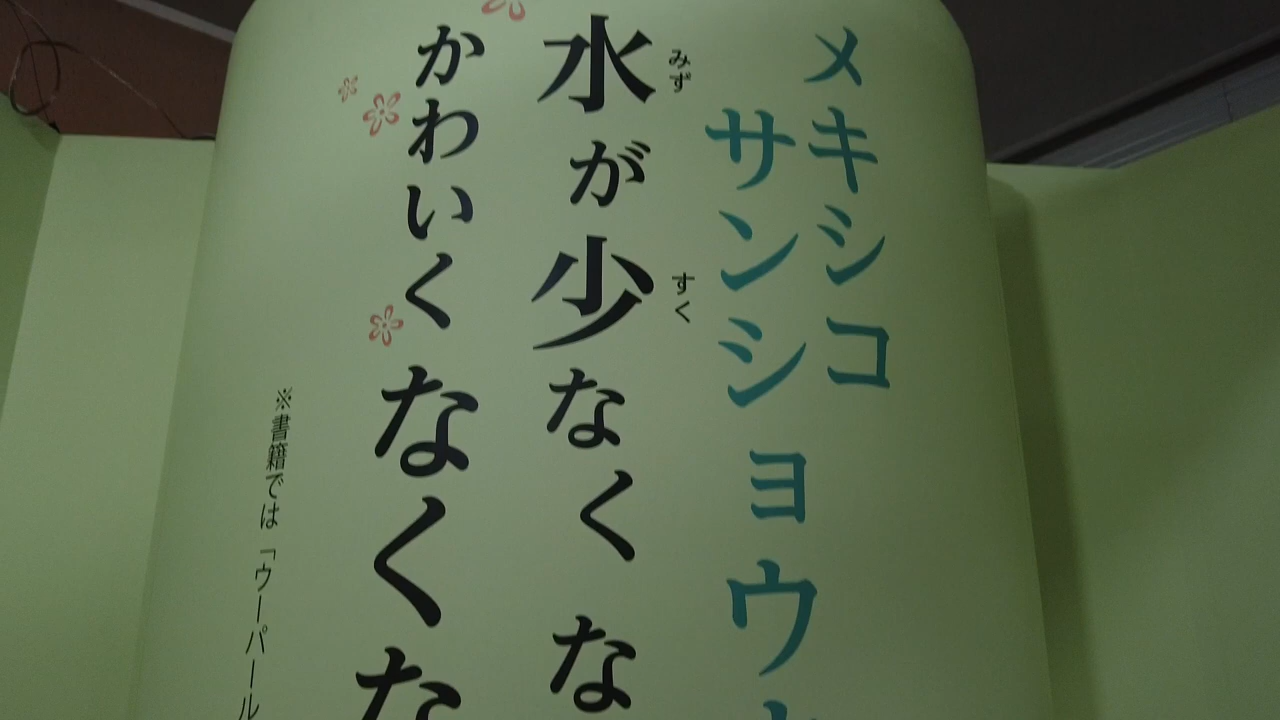 メキシコ
サンショウ
水が少なくな
みず
すく
かわいくなくな
※書籍では「ウーパール